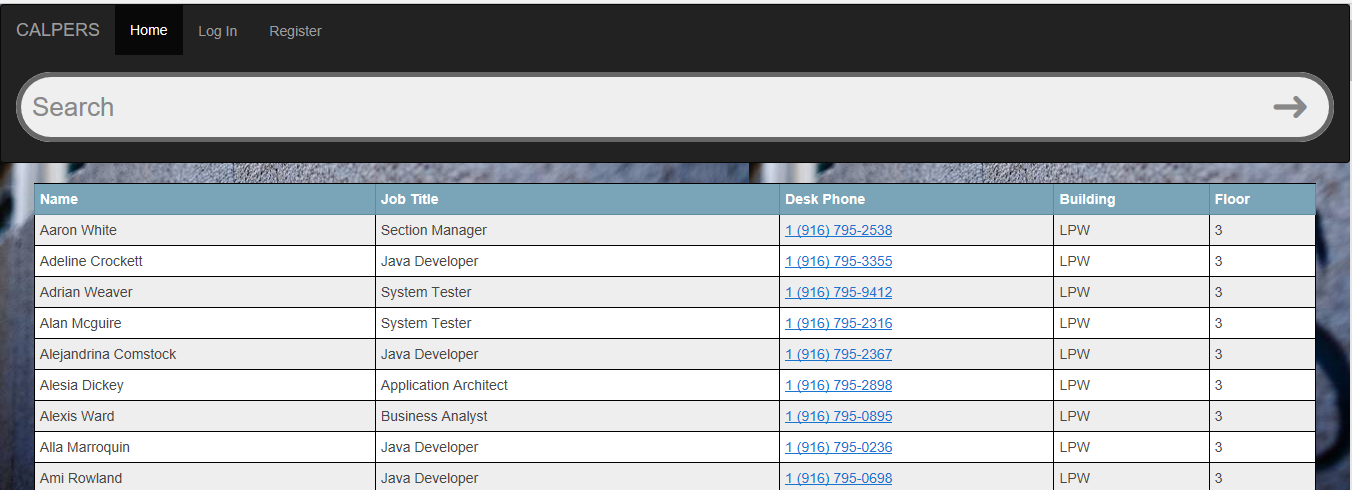 CALPERS Home Log In Register
Search
Name Job Title Desk Phone Building Floor
Aaron White Section Manager 1 (916) 795-2538 LPW 3
Adeline Crockett Java Developer 1 (916) 795-3355 LPW 3
Adrian Weaver System Tester 1 (916) 795-9412 LPW 3
Alan Mcguire System Tester 1 (916) 795-2316 LPW 3
Alejandrina Comstock Java Developer 1 (916) 795-2367 LPW 3
Alesia Dickey Application Architect 1 (916) 795-2898 LPW 3
Alexis Ward Business Analyst 1 (916) 795-0895 LPW 3
Alla Marroquin Java Developer 1 (916) 795-0236 LPW 3
Ami Rowland Java Developer 1 (916) 795-0698 LPW 3